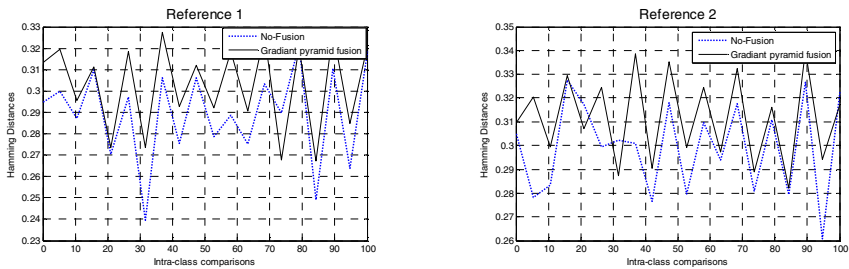 Reference 1
No-Fusion
Gradiant pyramid fusion
Hamming Distances
0.33
0.32
0.31
0.3
0.29
0.28
0.27
0.26
0.25
0.24
0.23
0 10 20 30 40 50 60 70 80 90 100
Intra-class comparisons
Reference 2
No-Fusion
Gradiant pyramid fusion
Hamming Distances
0.35
0.34
0.33
0.32
0.31
0.3
0.29
0.28
0.27
0.26
0 10 20 30 40 50 60 70 80 90 100
Intra-class comparisons